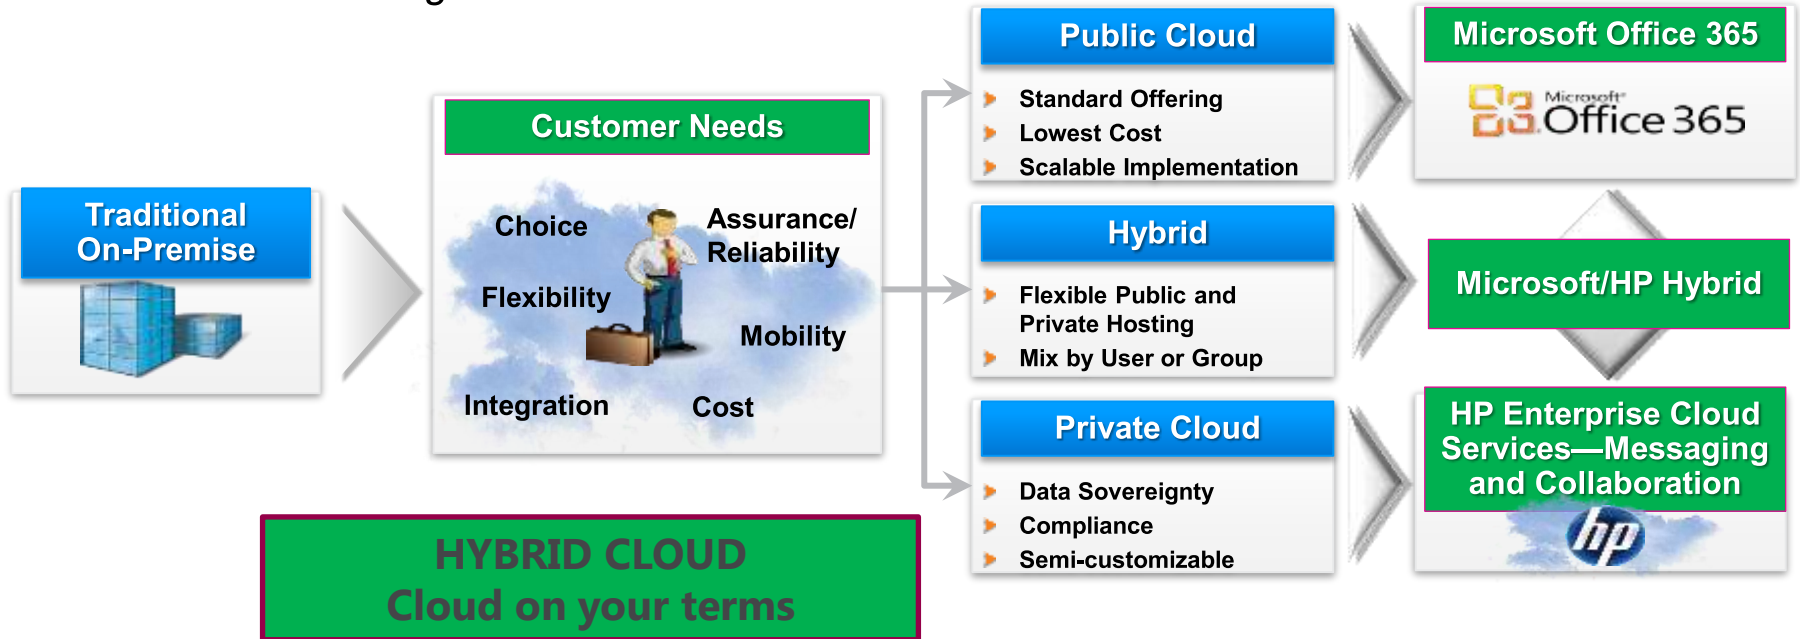 Traditional
On-Premise
Customer Needs
Choice
Assurance/
Reliability
Flexibility
Mobility
Integration
Cost
HYBRID CLOUD
Cloud on your terms
Public Cloud
Standard Offering
Lowest Cost
Scalable Implementation
Microsoft Office 365
Microsoft®
Office 365
Hybrid
Flexible Public and
Private Hosting
Mix by User or Group
Microsoft/HP Hybrid
Private Cloud
Data Sovereignty
Compliance
Semi-customizable
HP Enterprise Cloud
Services—Messaging
and Collaboration
hp